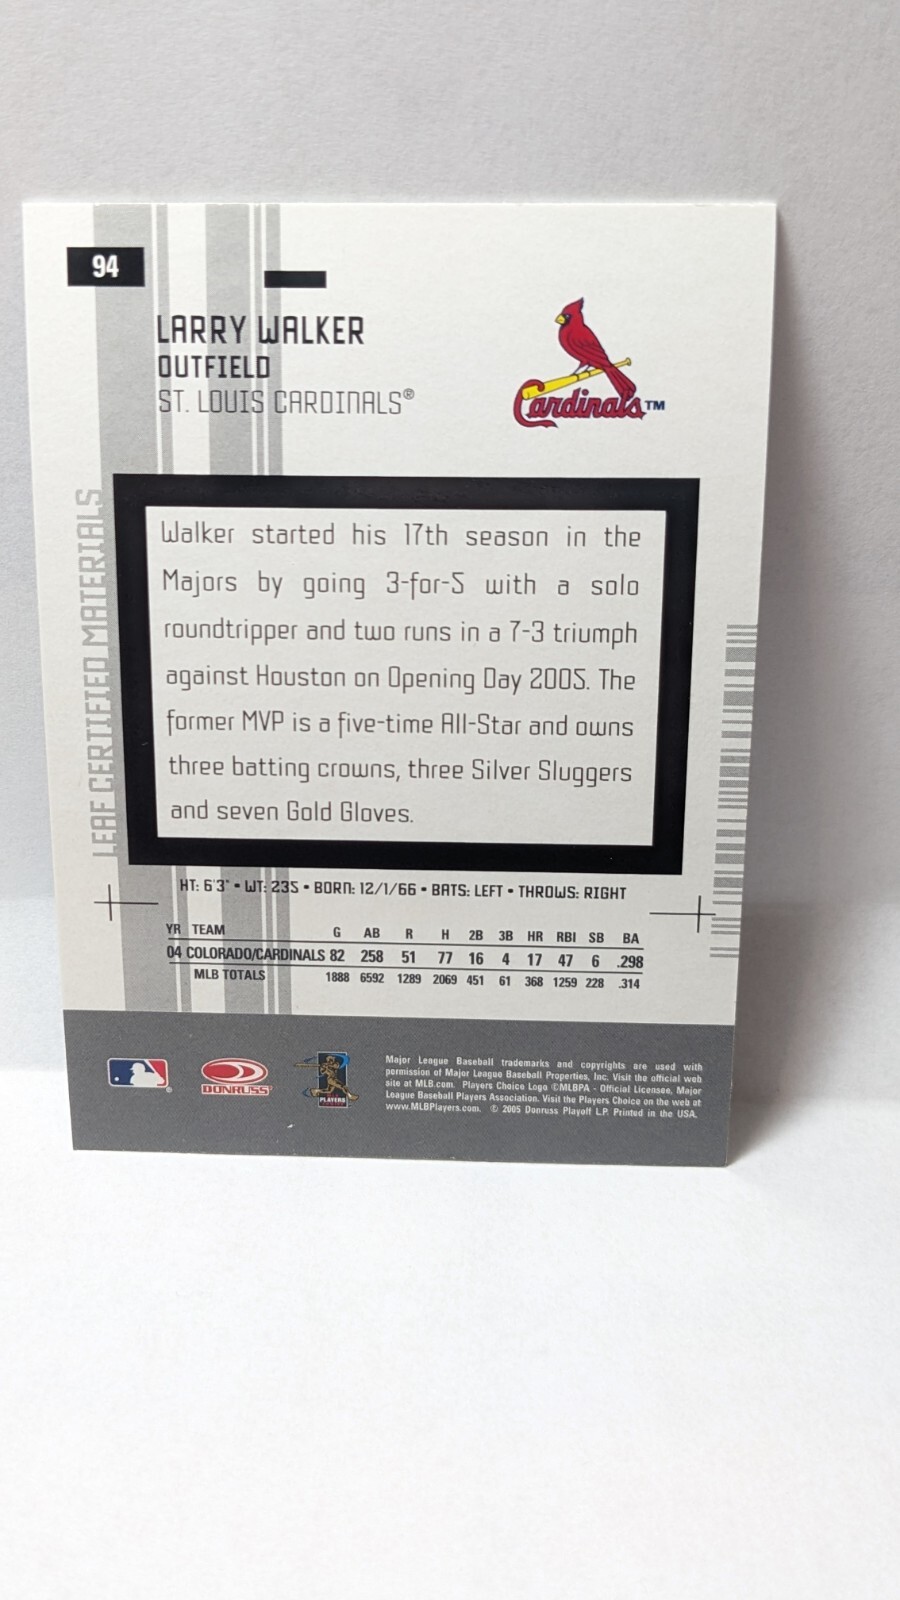 94
LARRY WALKER
OUTFIELD
ST. LOUIS CARDINALS®
Cardinals™
LEAF CERTIFIED MATERIALS
Walker started his 17th season in the
Majors by going 3-for-5 with a solo
roundtripper and two runs in a 7-3 triumph
against Houston on Opening Day 2005. The
former MVP is a five-time All-Star and owns
three batting crowns, three Silver Sluggers
and seven Gold Gloves.
HT: 6'3" • WT: 235 • BORN: 12/1/66 • BATS: LEFT • THROWS: RIGHT
YR TEAM G AB R H 2B 3B HR RBI SB BA
04 COLORADO/CARDINALS 82 258 51 77 16 4 17 47 6 .298
MLB TOTALS 1888 6592 1289 2069 451 61 368 1259 228 .314
DONRUSS
PLAYERS
Major League Baseball trademarks and copyrights are used with
permission of Major League Baseball Properties, Inc. Visit the official web
site at MLB.com. Players Choice Logo ©MLBPA - Official Licensee, Major
League Baseball Players Association. Visit the Players Choice on the web at
www.MLBPlayers.com. © 2005 Donruss Playoff L.P. Printed in the USA.